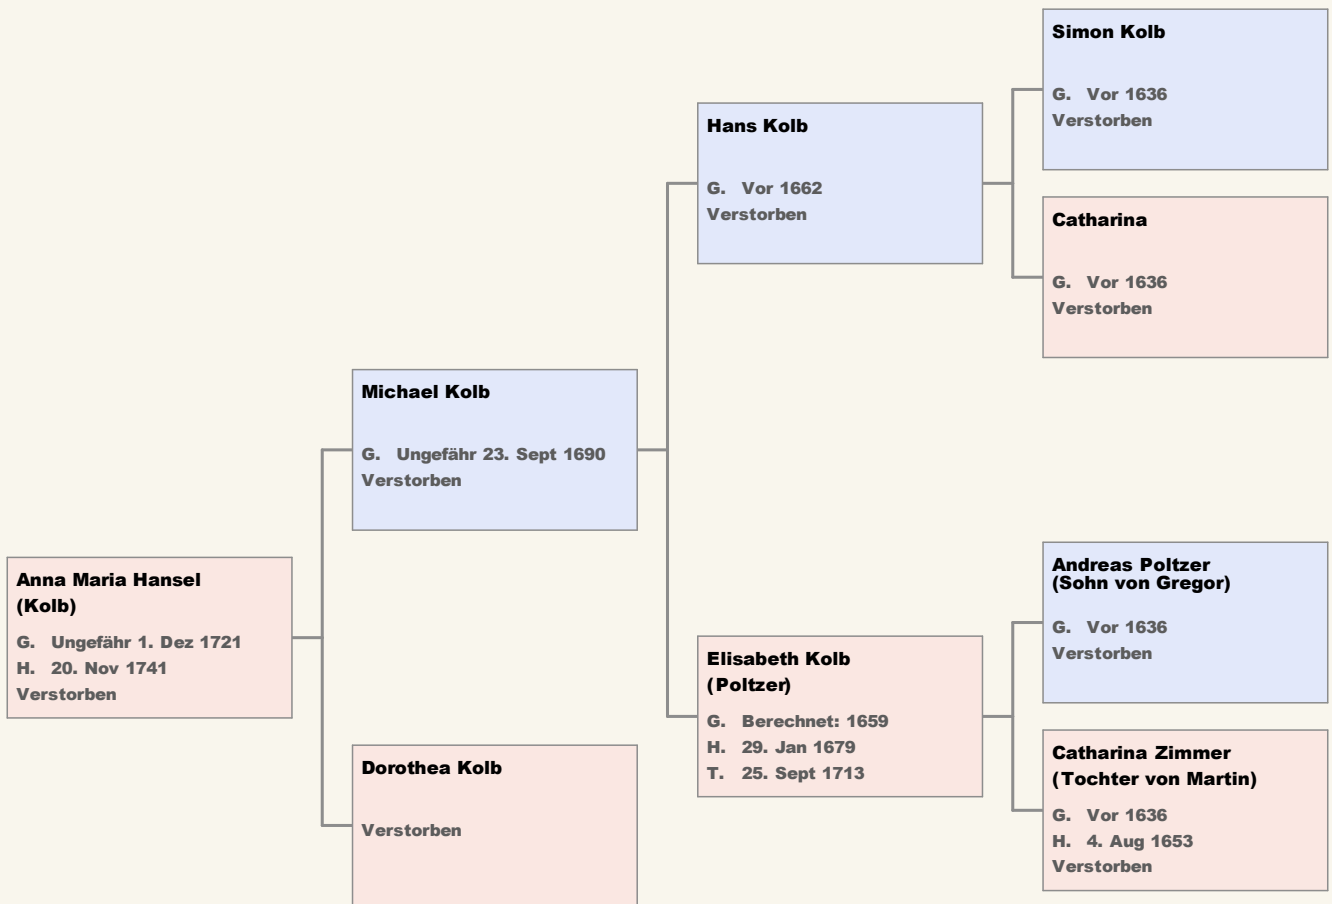 Simon Kolb
G. Vor 1636
Verstorben
Hans Kolb
G. Vor 1662
Verstorben
Catharina
G. Vor 1636
Verstorben
Michael Kolb
G. Ungefähr 23. Sept 1690
Verstorben
Anna Maria Hansel
(Kolb)
G. Ungefähr 1. Dez 1721
H. 20. Nov 1741
Verstorben
Andreas Poltzer
(Sohn von Gregor)
G. Vor 1636
Verstorben
Elisabeth Kolb
(Poltzer)
G. Berechnet: 1659
H. 29. Jan 1679
T. 25. Sept 1713
Catharina Zimmer
(Tochter von Martin)
G. Vor 1636
H. 4. Aug 1653
Verstorben
Dorothea Kolb
Verstorben